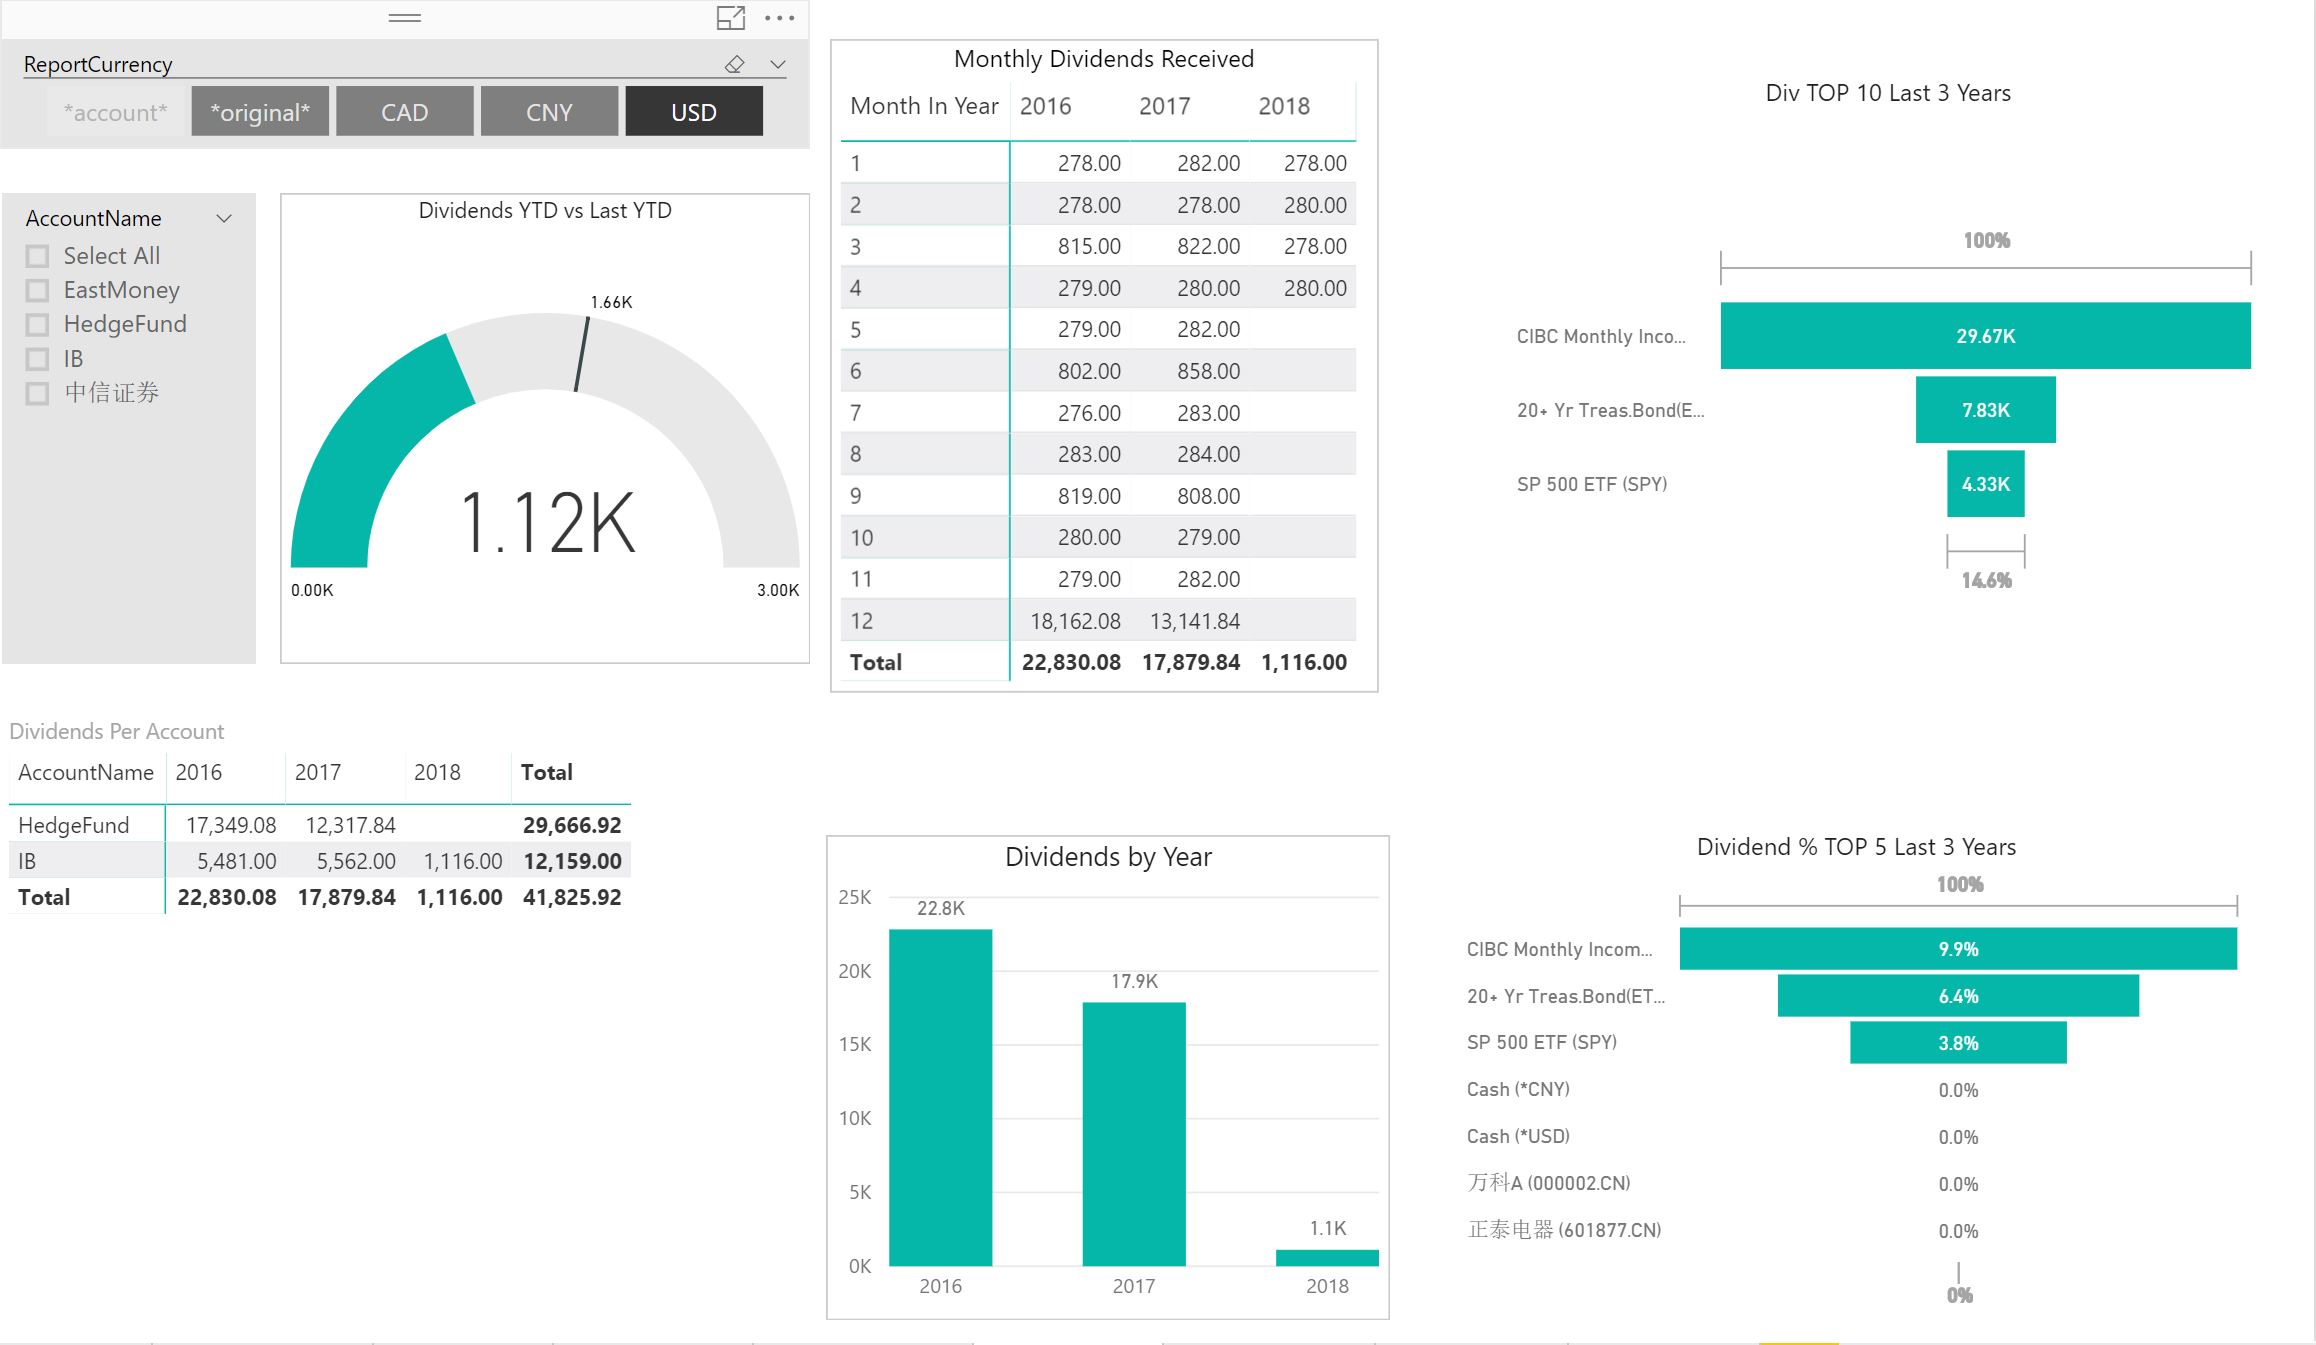 ReportCurrency
*account* *original* CAD CNY USD
AccountName
Select All
EastMoney
HedgeFund
IB
中信证券
Dividends YTD vs Last YTD
1.66K
1.12K
0.00K 3.00K
Monthly Dividends Received
Month In Year 2016 2017 2018
1 278.00 282.00 278.00
2 278.00 278.00 280.00
3 815.00 822.00 278.00
4 279.00 280.00 280.00
5 279.00 282.00
6 802.00 858.00
7 276.00 283.00
8 283.00 284.00
9 819.00 808.00
10 280.00 279.00
11 279.00 282.00
12 18,162.08 13,141.84
Total 22,830.08 17,879.84 1,116.00
Div TOP 10 Last 3 Years
100%
CIBC Monthly Inco... 29.67K
20+ Yr Treas.Bond(E... 7.83K
SP 500 ETF (SPY) 4.33K
14.6%
Dividends Per Account
AccountName 2016 2017 2018 Total
HedgeFund 17,349.08 12,317.84 29,666.92
IB 5,481.00 5,562.00 1,116.00 12,159.00
Total 22,830.08 17,879.84 1,116.00 41,825.92
Dividends by Year
25K
22.8K
20K
17.9K
15K
10K
5K
1.1K
0K
2016 2017 2018
Dividend % TOP 5 Last 3 Years
100%
CIBC Monthly Incom... 9.9%
20+ Yr Treas.Bond(ET... 6.4%
SP 500 ETF (SPY) 3.8%
Cash (*CNY) 0.0%
Cash (*USD) 0.0%
万科A (000002.CN) 0.0%
正泰电器 (601877.CN) 0.0%
0%